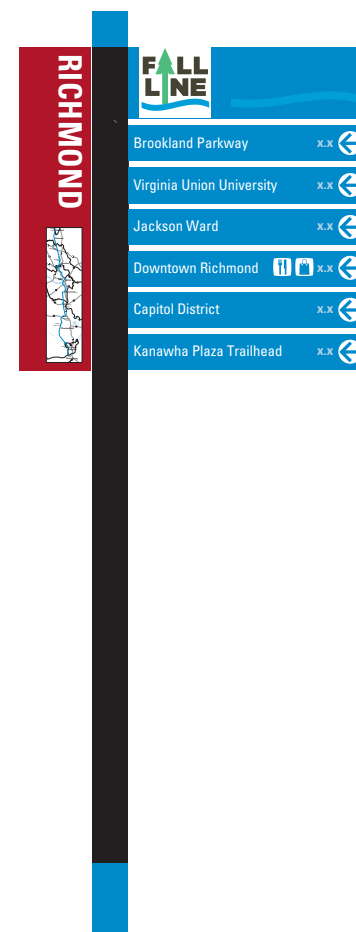 RICHMOND
FALL
LINE
Brookland Parkway x.x
Virginia Union University x.x
Jackson Ward x.x
Downtown Richmond x.x
Capitol District x.x
Kanawha Plaza Trailhead x.x